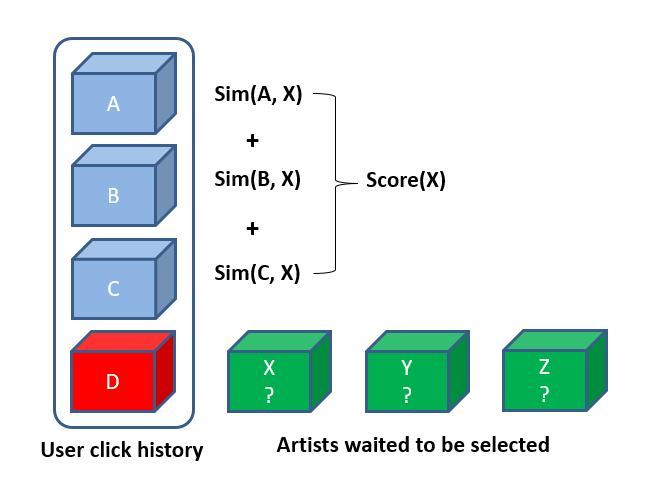 A
Sim(A, X)
+
B
Sim(B, X)
Score(X)
+
C
Sim(C, X)
D
X
?
Y
?
Z
?
User click history
Artists waited to be selected